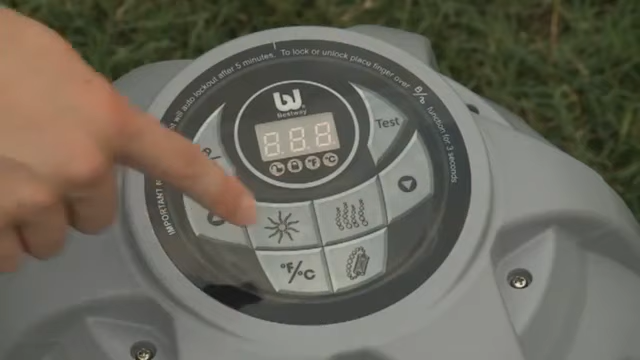 will auto lockout after 5 minutes. To lock or unlock place finger over function for 3 seconds
IMPORTANT
Bestway
8.8.8
°F °C
Test
°F/°C